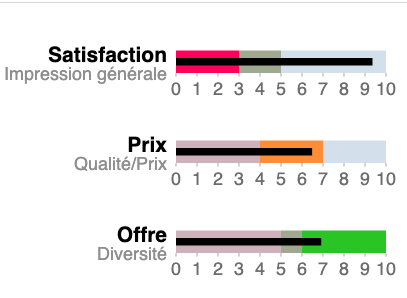 Satisfaction
Impression générale
0 1 2 3 4 5 6 7 8 9 10
Prix
Qualité/Prix
0 1 2 3 4 5 6 7 8 9 10
Offre
Diversité
0 1 2 3 4 5 6 7 8 9 10